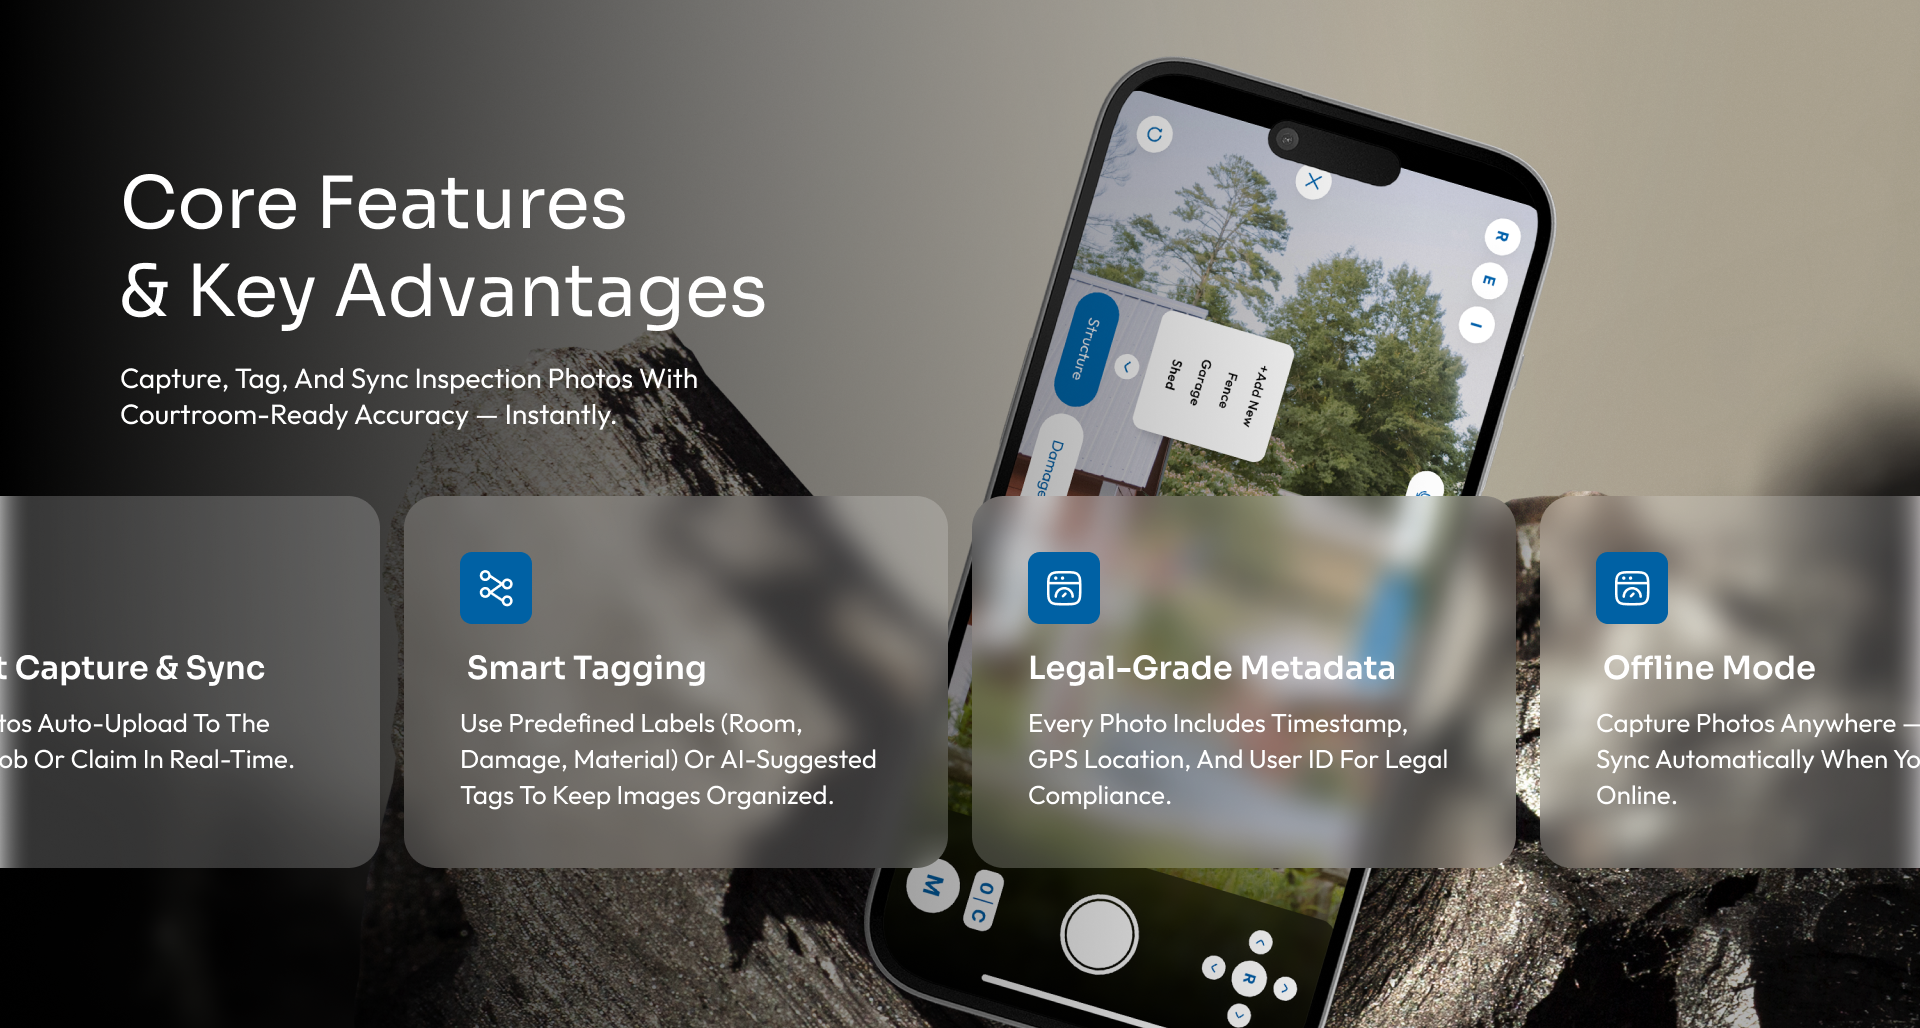 Core Features
& Key Advantages
Capture, Tag, And Sync Inspection Photos With
Courtroom-Ready Accuracy — Instantly.
R
E
I
Structure
+Add New
Fence
Garage
Shed
Damage
t Capture & Sync
tos Auto-Upload To The
ob Or Claim In Real-Time.
Smart Tagging
Use Predefined Labels (Room,
Damage, Material) Or AI-Suggested
Tags To Keep Images Organized.
Legal-Grade Metadata
Every Photo Includes Timestamp,
GPS Location, And User ID For Legal
Compliance.
Offline Mode
Capture Photos Anywhere —
Sync Automatically When Yo
Online.
M
O|C
R